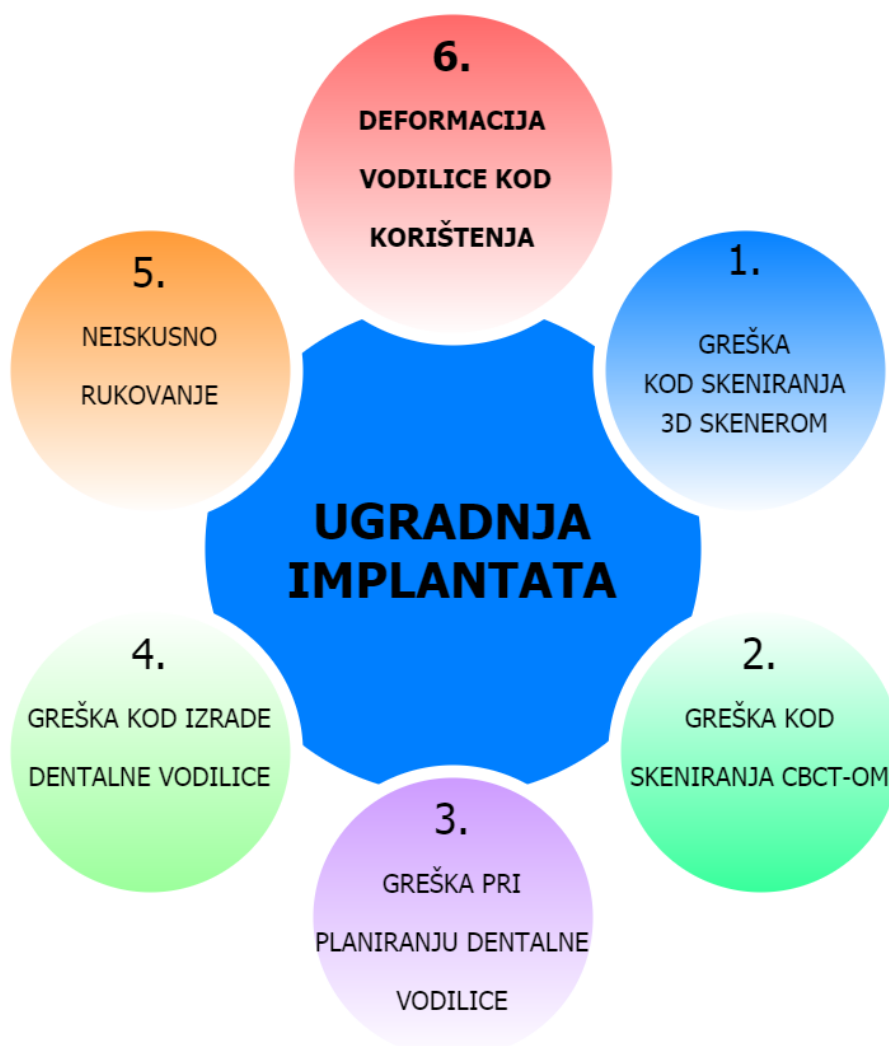 6.
DEFORMACIJA
VODILICE KOD
KORIŠTENJA
1.
GREŠKA
KOD SKENIRANJA
3D SKENEROM
2.
GREŠKA KOD
SKENIRANJA CBCT-OM
3.
GREŠKA PRI
PLANIRANJU DENTALNE
VODILICE
4.
GREŠKA KOD IZRADE
DENTALNE VODILICE
5.
NEISKUSNO
RUKOVANJE
UGRADNJA
IMPLANTATA